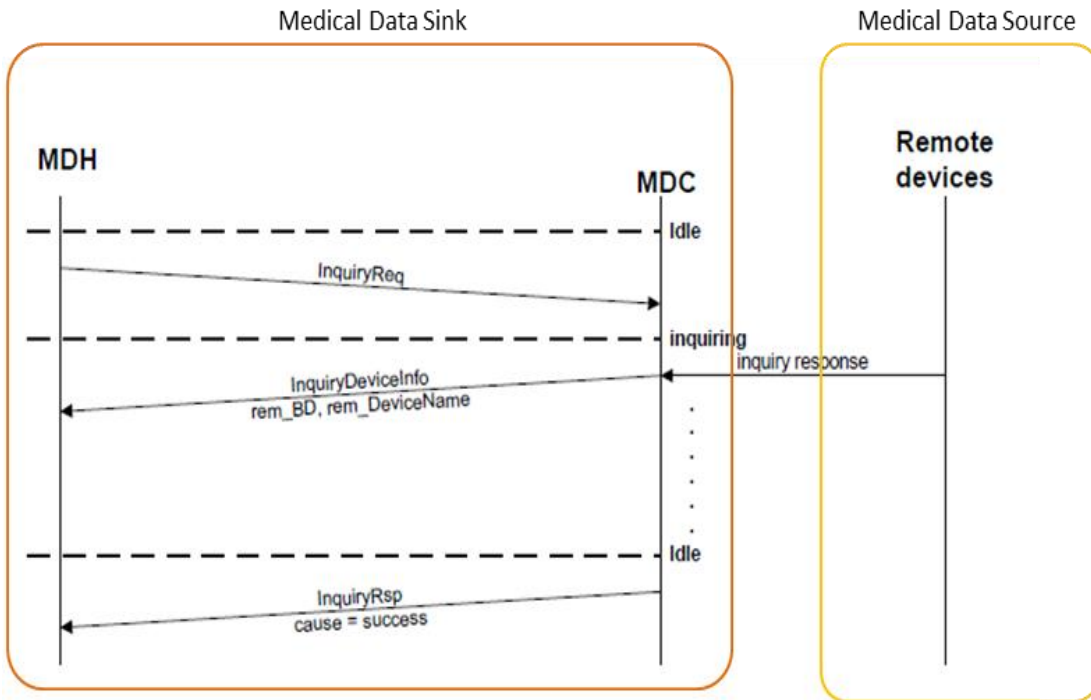 Medical Data Sink
Medical Data Source
MDH
MDC
Remote
devices
Idle
InquiryReq
inquiring
inquiry response
InquiryDeviceInfo
rem_BD, rem_DeviceName
Idle
InquiryRsp
cause = success